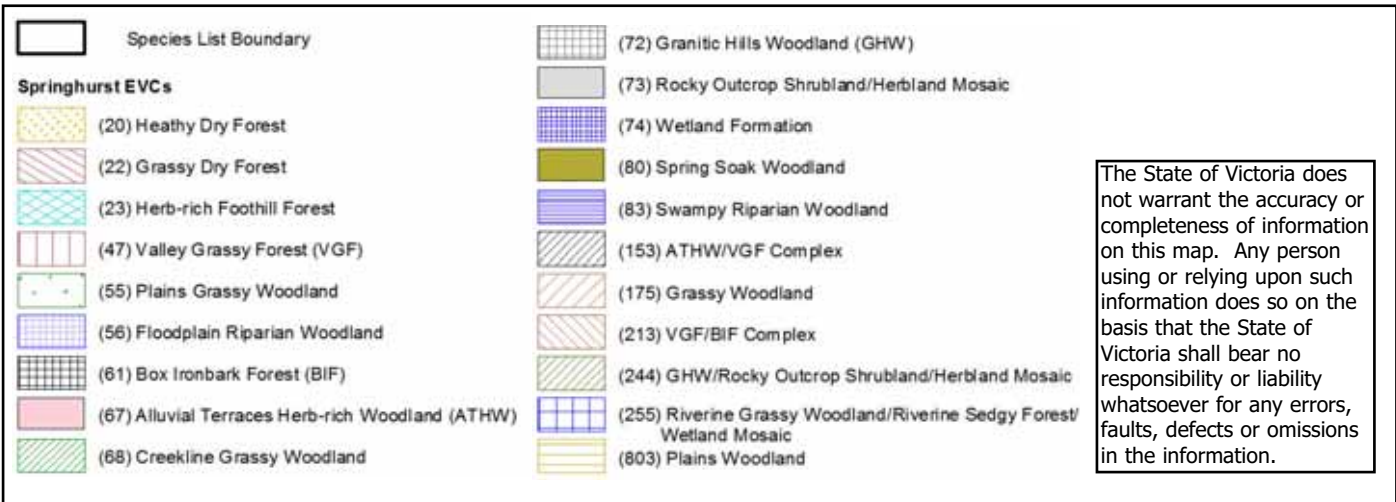 Species List Boundary
Springhurst EVCs
(20) Heathy Dry Forest
(22) Grassy Dry Forest
(23) Herb-rich Foothill Forest
(47) Valley Grassy Forest (VGF)
(55) Plains Grassy Woodland
(56) Floodplain Riparian Woodland
(61) Box Ironbark Forest (BIF)
(67) Alluvial Terraces Herb-rich Woodland (ATHW)
(68) Creekline Grassy Woodland
(72) Granitic Hills Woodland (GHW)
(73) Rocky Outcrop Shrubland/Herbland Mosaic
(74) Wetland Formation
(80) Spring Soak Woodland
(83) Swampy Riparian Woodland
(153) ATHW/VGF Complex
(175) Grassy Woodland
(213) VGF/BIF Complex
(244) GHW/Rocky Outcrop Shrubland/Herbland Mosaic
(255) Riverine Grassy Woodland/Riverine Sedgy Forest/
Wetland Mosaic
(803) Plains Woodland
The State of Victoria does
not warrant the accuracy or
completeness of information
on this map. Any person
using or relying upon such
information does so on the
basis that the State of
Victoria shall bear no
responsibility or liability
whatsoever for any errors,
faults, defects or omissions
in the information.